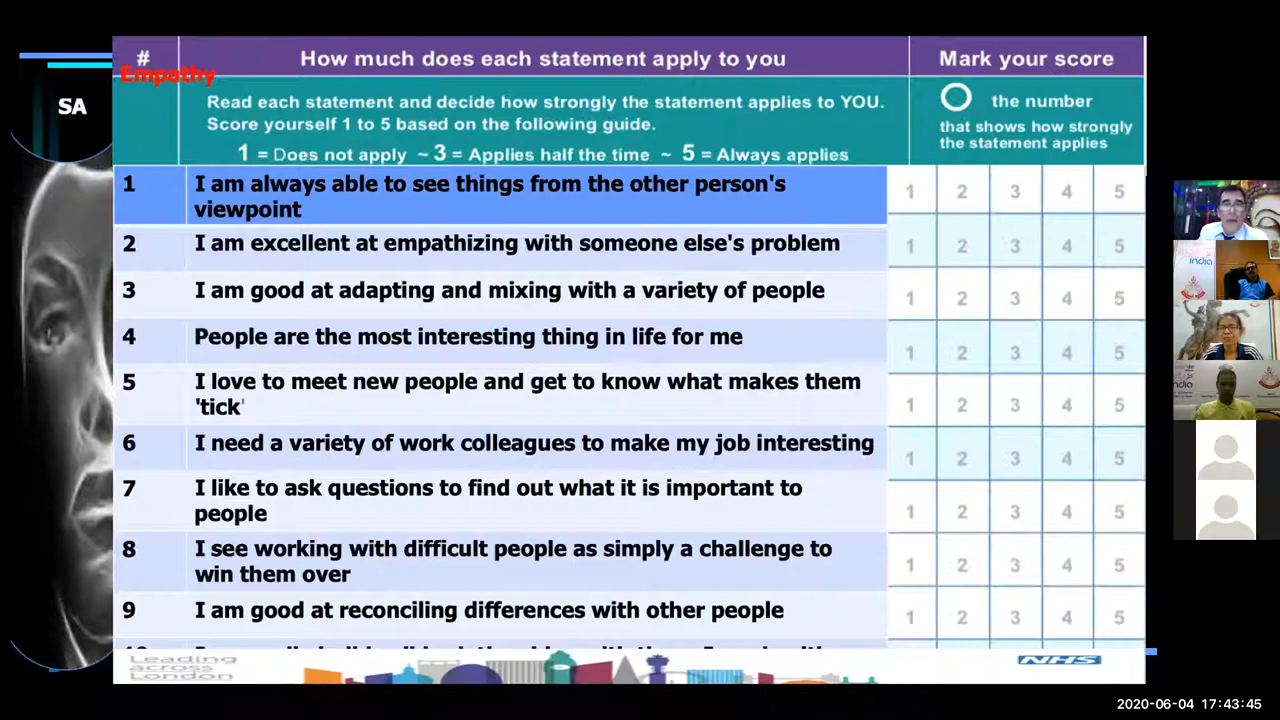 # How much does each statement apply to you Mark your score
Empathy
SA
Read each statement and decide how strongly the statement applies to YOU.
Score yourself 1 to 5 based on the following guide.
1 = Does not apply ~ 3 = Applies half the time ~ 5 = Always applies
O the number
that shows how strongly
the statement applies
1 I am always able to see things from the other person's 1 2 3 4 5
viewpoint
2 I am excellent at empathizing with someone else's problem 1 2 3 4 5
3 I am good at adapting and mixing with a variety of people 1 2 3 4 5
4 People are the most interesting thing in life for me 1 2 3 4 5
5 I love to meet new people and get to know what makes them 1 2 3 4 5
'tick'
6 I need a variety of work colleagues to make my job interesting 1 2 3 4 5
7 I like to ask questions to find out what it is important to 1 2 3 4 5
people
8 I see working with difficult people as simply a challenge to 1 2 3 4 5
win them over
9 I am good at reconciling differences with other people 1 2 3 4 5
Leading
across
London
NHS
india
2020-06-04 17:43:45